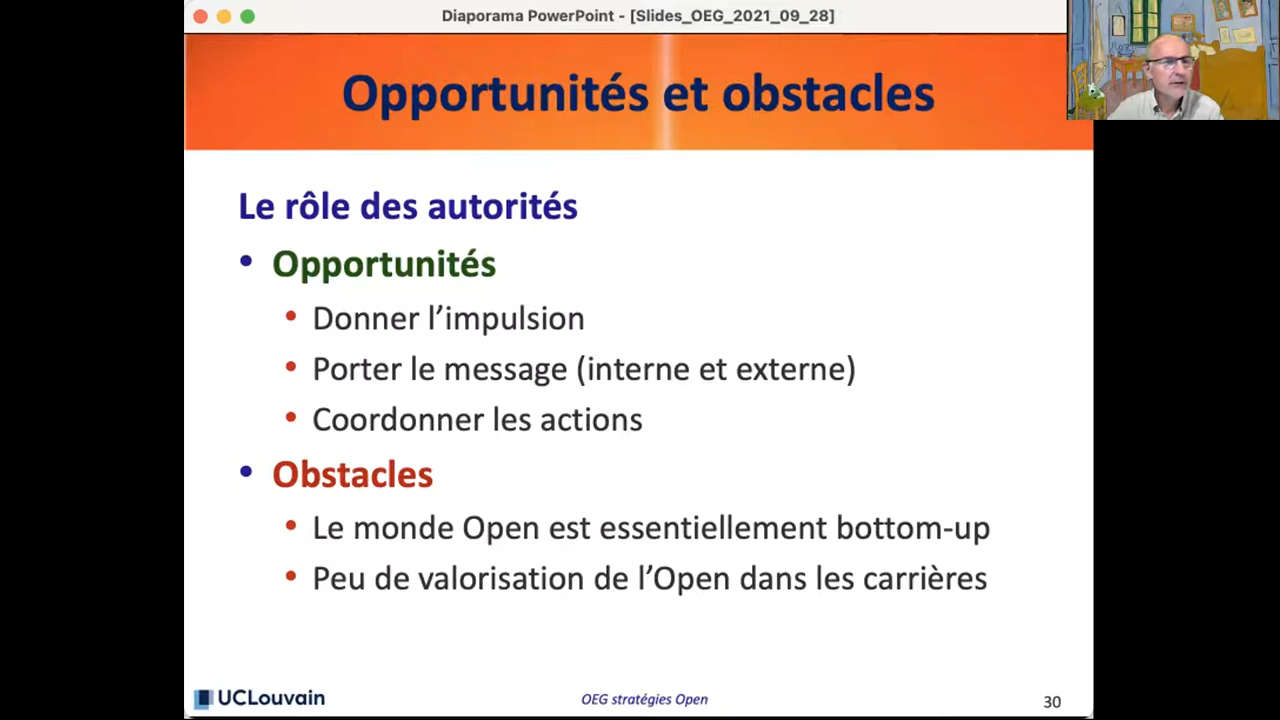 Diaporama PowerPoint - [Slides_OEG_2021_09_28]
Opportunités et obstacles
Le rôle des autorités
• Opportunités
• Donner l’impulsion
• Porter le message (interne et externe)
• Coordonner les actions
• Obstacles
• Le monde Open est essentiellement bottom-up
• Peu de valorisation de l’Open dans les carrières
UCLouvain
OEG stratégies Open
30